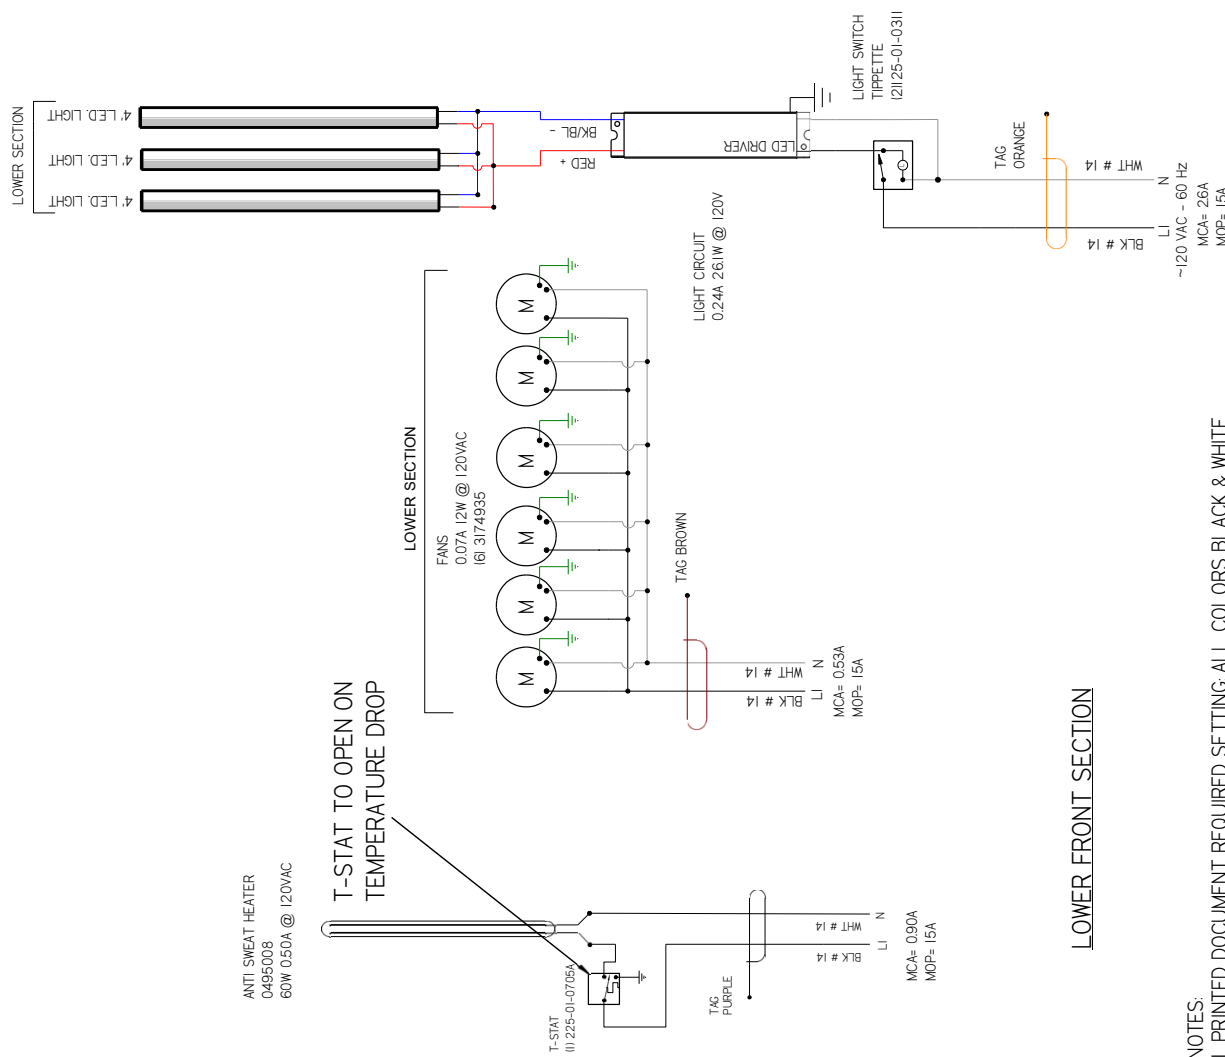 LOWER SECTION
4' L.E.D. LIGHT
4' L.E.D. LIGHT
4' L.E.D. LIGHT
BK/BL -
RED +
LED DRIVER
LIGHT SWITCH
TIPPETTE
(2)125-01-0311
TAG
ORANGE
WHT # 14
BLK # 14
N
L1
~120 VAC - 60 Hz
MCA= 26A
MOP= 15A
LIGHT CIRCUIT
0.24A 26.1W @ 120V
LOWER SECTION
FANS
0.07A 12W @ 120VAC
(6) 3174935
M
M
M
M
M
M
TAG BROWN
WHT # 14
BLK # 14
N
L1
MCA= 0.53A
MOP= 15A
T-STAT TO OPEN ON
TEMPERATURE DROP
ANTI SWEAT HEATER
0495008
60W 0.50A @ 120VAC
T-STAT
(1) 225-01-0705A
TAG
PURPLE
WHT # 14
BLK # 14
N
L1
MCA= 0.90A
MOP= 15A
LOWER FRONT SECTION
NOTES:
1. PRINTED DOCUMENT REQUIRED SETTING: ALL COLORS BLACK & WHITE